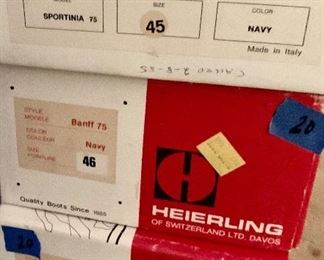 SIZE
COLOR
SPORTINIA 75
45
NAVY
Made in Italy
20
STYLE
MODELE
Banff 75
COLOR
COULEUR
Navy
SIZE
POINTURE
46
Quality Boots Since 1885
HEIERLING
OF SWITZERLAND LTD. DAVOS
20